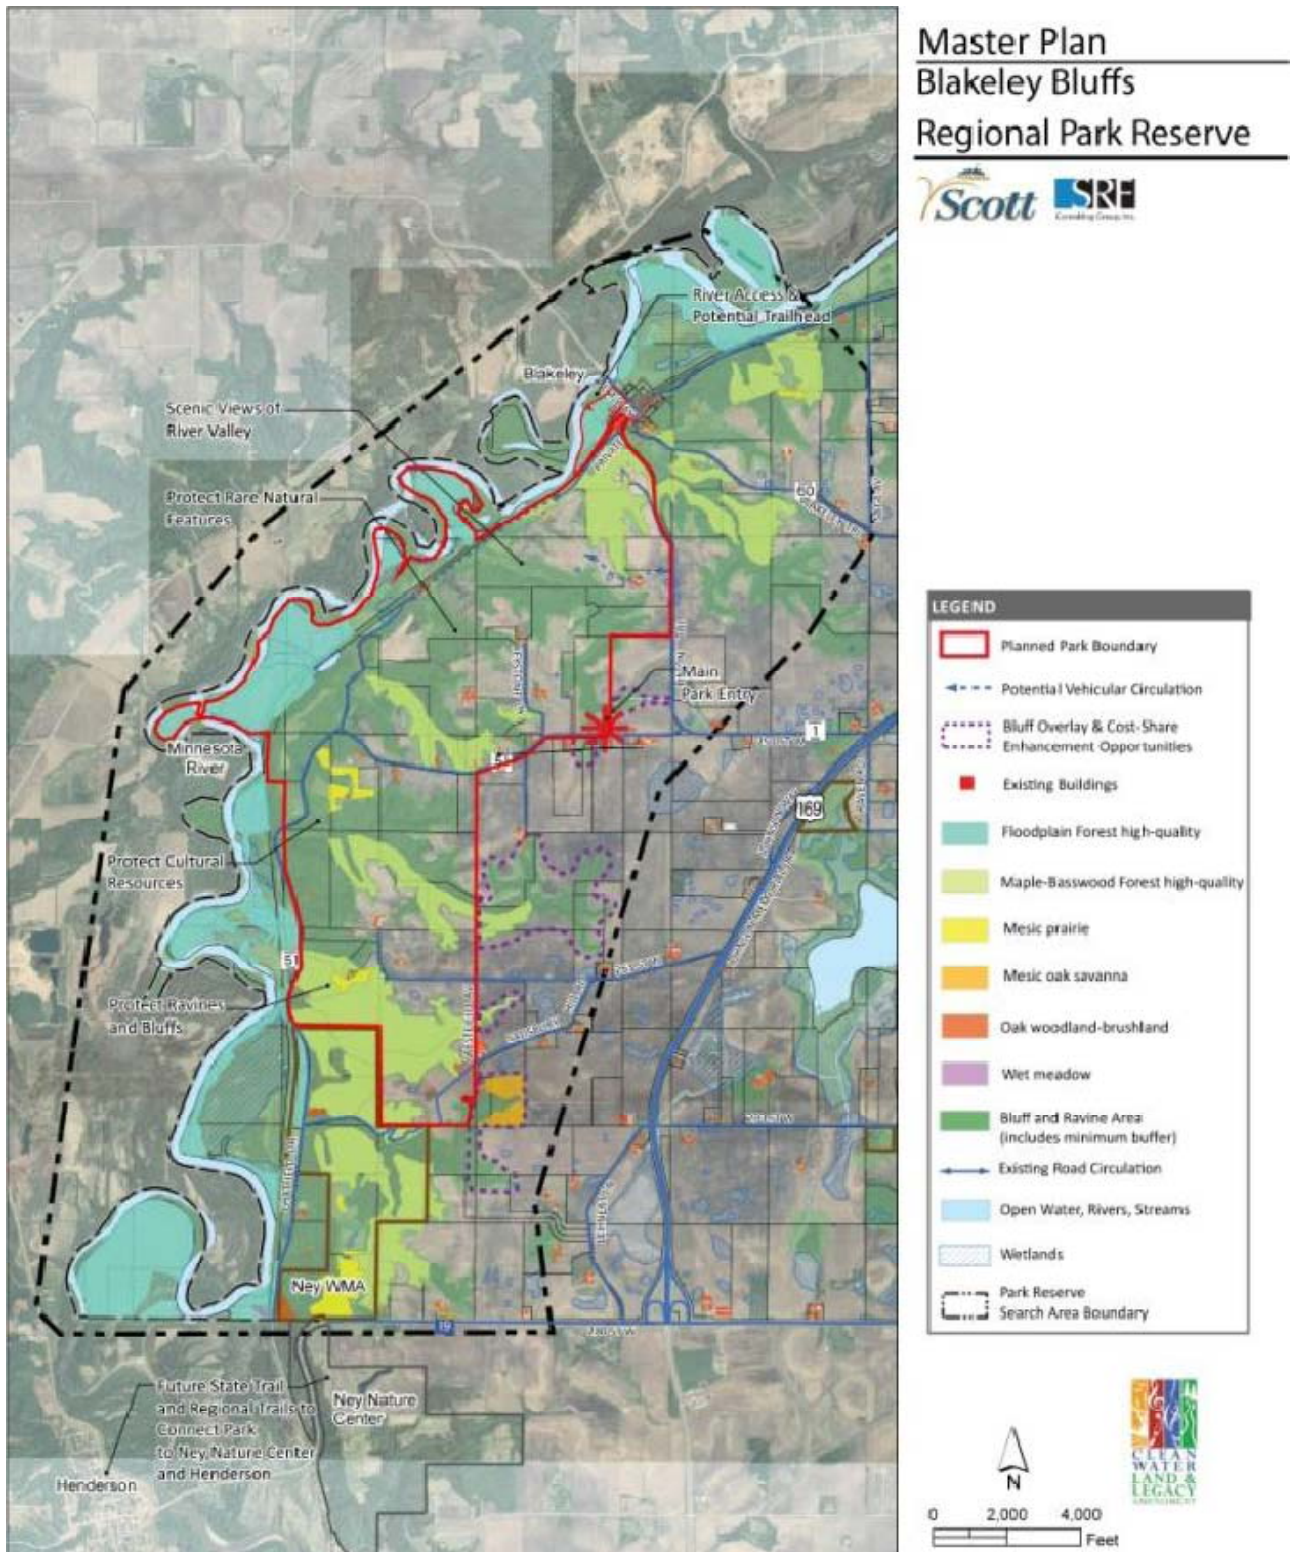 Master Plan
Blakeley Bluffs
Regional Park Reserve
Scott
SRF
Consulting Group, Inc.
River Access &
Potential Trailhead
Blakeley
Scenic Views of
River Valley
Protect Rare Natural
Features
60
Main
Park Entry
1
Minnesota
River
169
Protect Cultural
Resources
51
Protect Ravines
and Bluffs
Ney WMA
19
Future State Trail
and Regional Trails to
Connect Park
to Ney Nature Center
and Henderson
Ney Nature
Center
Henderson
LEGEND
Planned Park Boundary
Potential Vehicular Circulation
Bluff Overlay & Cost-Share
Enhancement Opportunities
Existing Buildings
Floodplain Forest high-quality
Maple-Basswood Forest high-quality
Mesic prairie
Mesic oak savanna
Oak woodland-brushland
Wet meadow
Bluff and Ravine Area
(includes minimum buffer)
Existing Road Circulation
Open Water, Rivers, Streams
Wetlands
Park Reserve
Search Area Boundary
N
0 2,000 4,000
Feet
CLEAN
WATER
LAND &
LEGACY
AMENDMENT